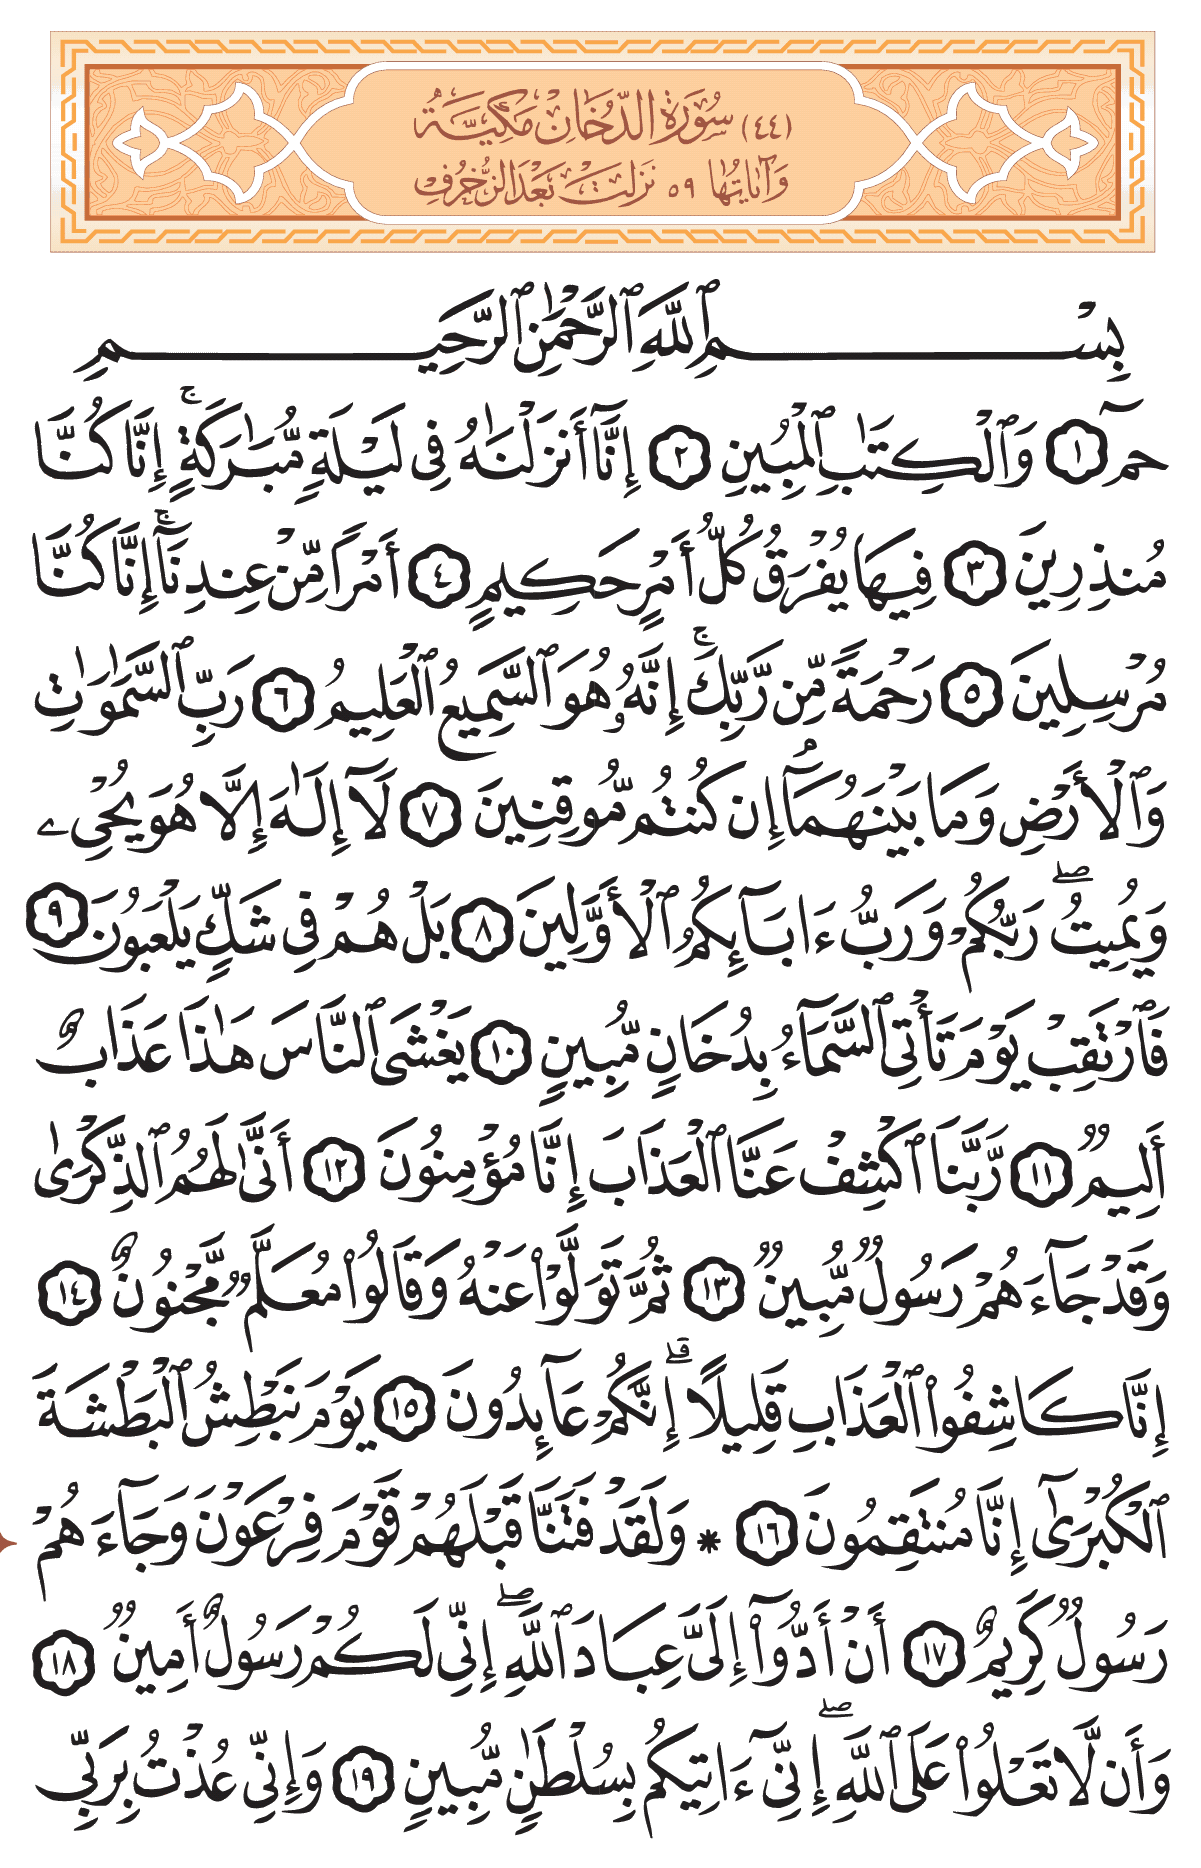 (٤٤) سُورَةُ الدُّخَانِ مَكِّيَّةٌ
وَآيَاتُهَا ٥٩ نَزَلَتْ بَعْدَ الزُّخْرُفِ
بِسْمِ ٱللَّهِ ٱلرَّحْمَٰنِ ٱلرَّحِيمِ
حمٓ ١ وَٱلْكِتَٰبِ ٱلْمُبِينِ ٢ إِنَّآ أَنزَلْنَٰهُ فِى لَيْلَةٍ مُّبَٰرَكَةٍ ۚ إِنَّا كُنَّا
مُنذِرِينَ ٣ فِيهَا يُفْرَقُ كُلُّ أَمْرٍ حَكِيمٍ ٤ أَمْرًا مِّنْ عِندِنَآ ۚ إِنَّا كُنَّا
مُرْسِلِينَ ٥ رَحْمَةً مِّن رَّبِّكَ ۚ إِنَّهُۥ هُوَ ٱلسَّمِيعُ ٱلْعَلِيمُ ٦ رَبِّ ٱلسَّمَٰوَٰتِ
وَٱلْأَرْضِ وَمَا بَيْنَهُمَآ ۖ إِن كُنتُم مُّوقِنِينَ ٧ لَآ إِلَٰهَ إِلَّا هُوَ يُحْىِۦ
وَيُمِيتُ ۖ رَبُّكُمْ وَرَبُّ ءَابَآئِكُمُ ٱلْأَوَّلِينَ ٨ بَلْ هُمْ فِى شَكٍّ يَلْعَبُونَ ٩
فَٱرْتَقِبْ يَوْمَ تَأْتِى ٱلسَّمَآءُ بِدُخَانٍ مُّبِينٍ ١٠ يَغْشَى ٱلنَّاسَ هَٰذَا عَذَابٌ
أَلِيمٌ ١١ رَّبَّنَا ٱكْشِفْ عَنَّا ٱلْعَذَابَ إِنَّا مُؤْمِنُونَ ١٢ أَنَّىٰ لَهُمُ ٱلذِّكْرَىٰ
وَقَدْ جَآءَهُمْ رَسُولٌ مُّبِينٌ ١٣ ثُمَّ تَوَلَّوْا۟ عَنْهُ وَقَالُوا۟ مُعَلَّمٌ مَّجْنُونٌ ١٤
إِنَّا كَاشِفُوا۟ ٱلْعَذَابِ قَلِيلًا ۗ إِنَّكُمْ عَآئِدُونَ ١٥ يَوْمَ نَبْطِشُ ٱلْبَطْشَةَ
ٱلْكُبْرَىٰٓ إِنَّا مُنتَقِمُونَ ١٦ * وَلَقَدْ فَتَنَّا قَبْلَهُمْ قَوْمَ فِرْعَوْنَ وَجَآءَهُمْ
رَسُولٌ كَرِيمٌ ١٧ أَنْ أَدُّوٓا۟ إِلَىَّ عِبَادَ ٱللَّهِ ۖ إِنِّى لَكُمْ رَسُولٌ أَمِينٌ ١٨
وَأَن لَّا تَعْلُوا۟ عَلَى ٱللَّهِ ۖ إِنِّىٓ ءَاتِيكُم بِسُلْطَٰنٍ مُّبِينٍ ١٩ وَإِنِّى عُذْتُ بِرَبِّى